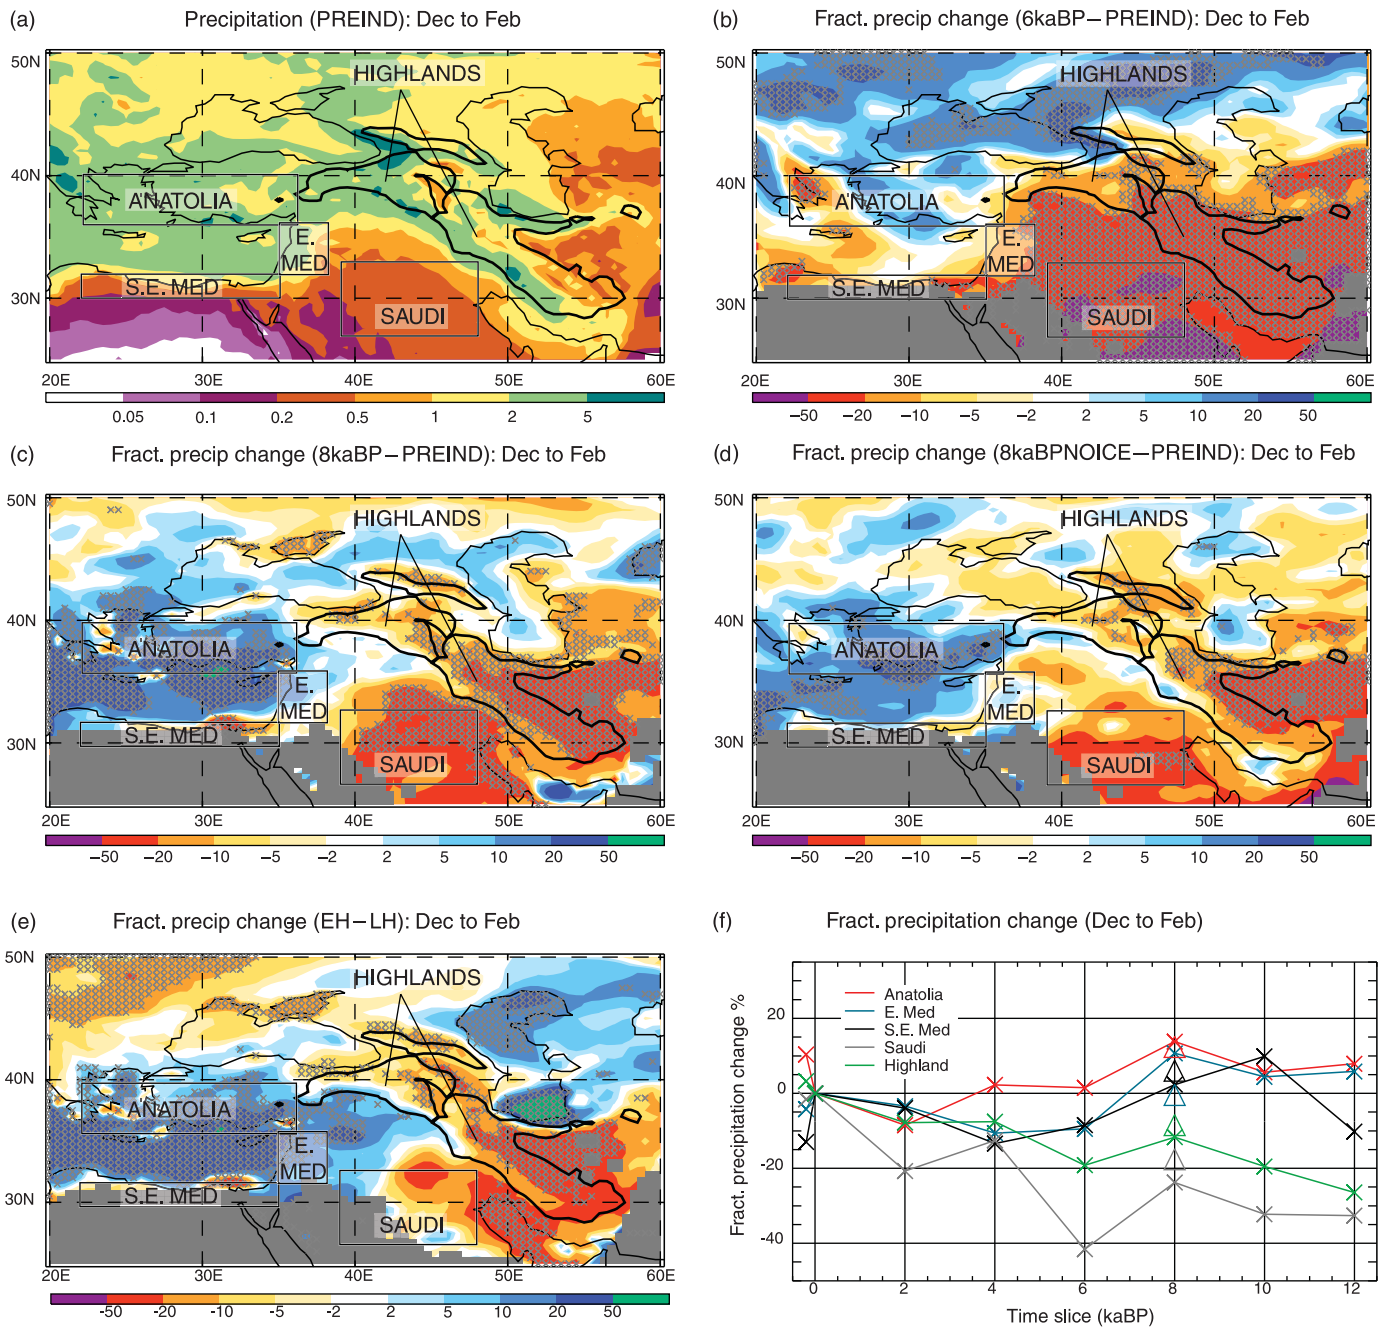 (a) Precipitation (PREIND): Dec to Feb
50N
40N
30N
HIGHLANDS
ANATOLIA
E.
MED
S.E. MED
SAUDI
20E 30E 40E 50E 60E
0.05 0.1 0.2 0.5 1 2 5
(b) Fract. precip change (6kaBP−PREIND): Dec to Feb
50N
40N
30N
HIGHLANDS
ANATOLIA
E.
MED
S.E. MED
SAUDI
20E 30E 40E 50E 60E
−50 −20 −10 −5 −2 2 5 10 20 50
(c) Fract. precip change (8kaBP−PREIND): Dec to Feb
50N
40N
30N
HIGHLANDS
ANATOLIA
E.
MED
S.E. MED
SAUDI
20E 30E 40E 50E 60E
−50 −20 −10 −5 −2 2 5 10 20 50
(d) Fract. precip change (8kaBPNOICE−PREIND): Dec to Feb
50N
40N
30N
HIGHLANDS
ANATOLIA
E.
MED
S.E. MED
SAUDI
20E 30E 40E 50E 60E
−50 −20 −10 −5 −2 2 5 10 20 50
(e) Fract. precip change (EH−LH): Dec to Feb
50N
40N
30N
HIGHLANDS
ANATOLIA
E.
MED
S.E. MED
SAUDI
20E 30E 40E 50E 60E
-50 -20 -10 -5 -2 2 5 10 20 50
(f) Fract. precipitation change (Dec to Feb)
Fract. precipitation change %
20
0
-20
-40
Anatolia
E. Med
S.E. Med
Saudi
Highland
0 2 4 6 8 10 12
Time slice (kaBP)